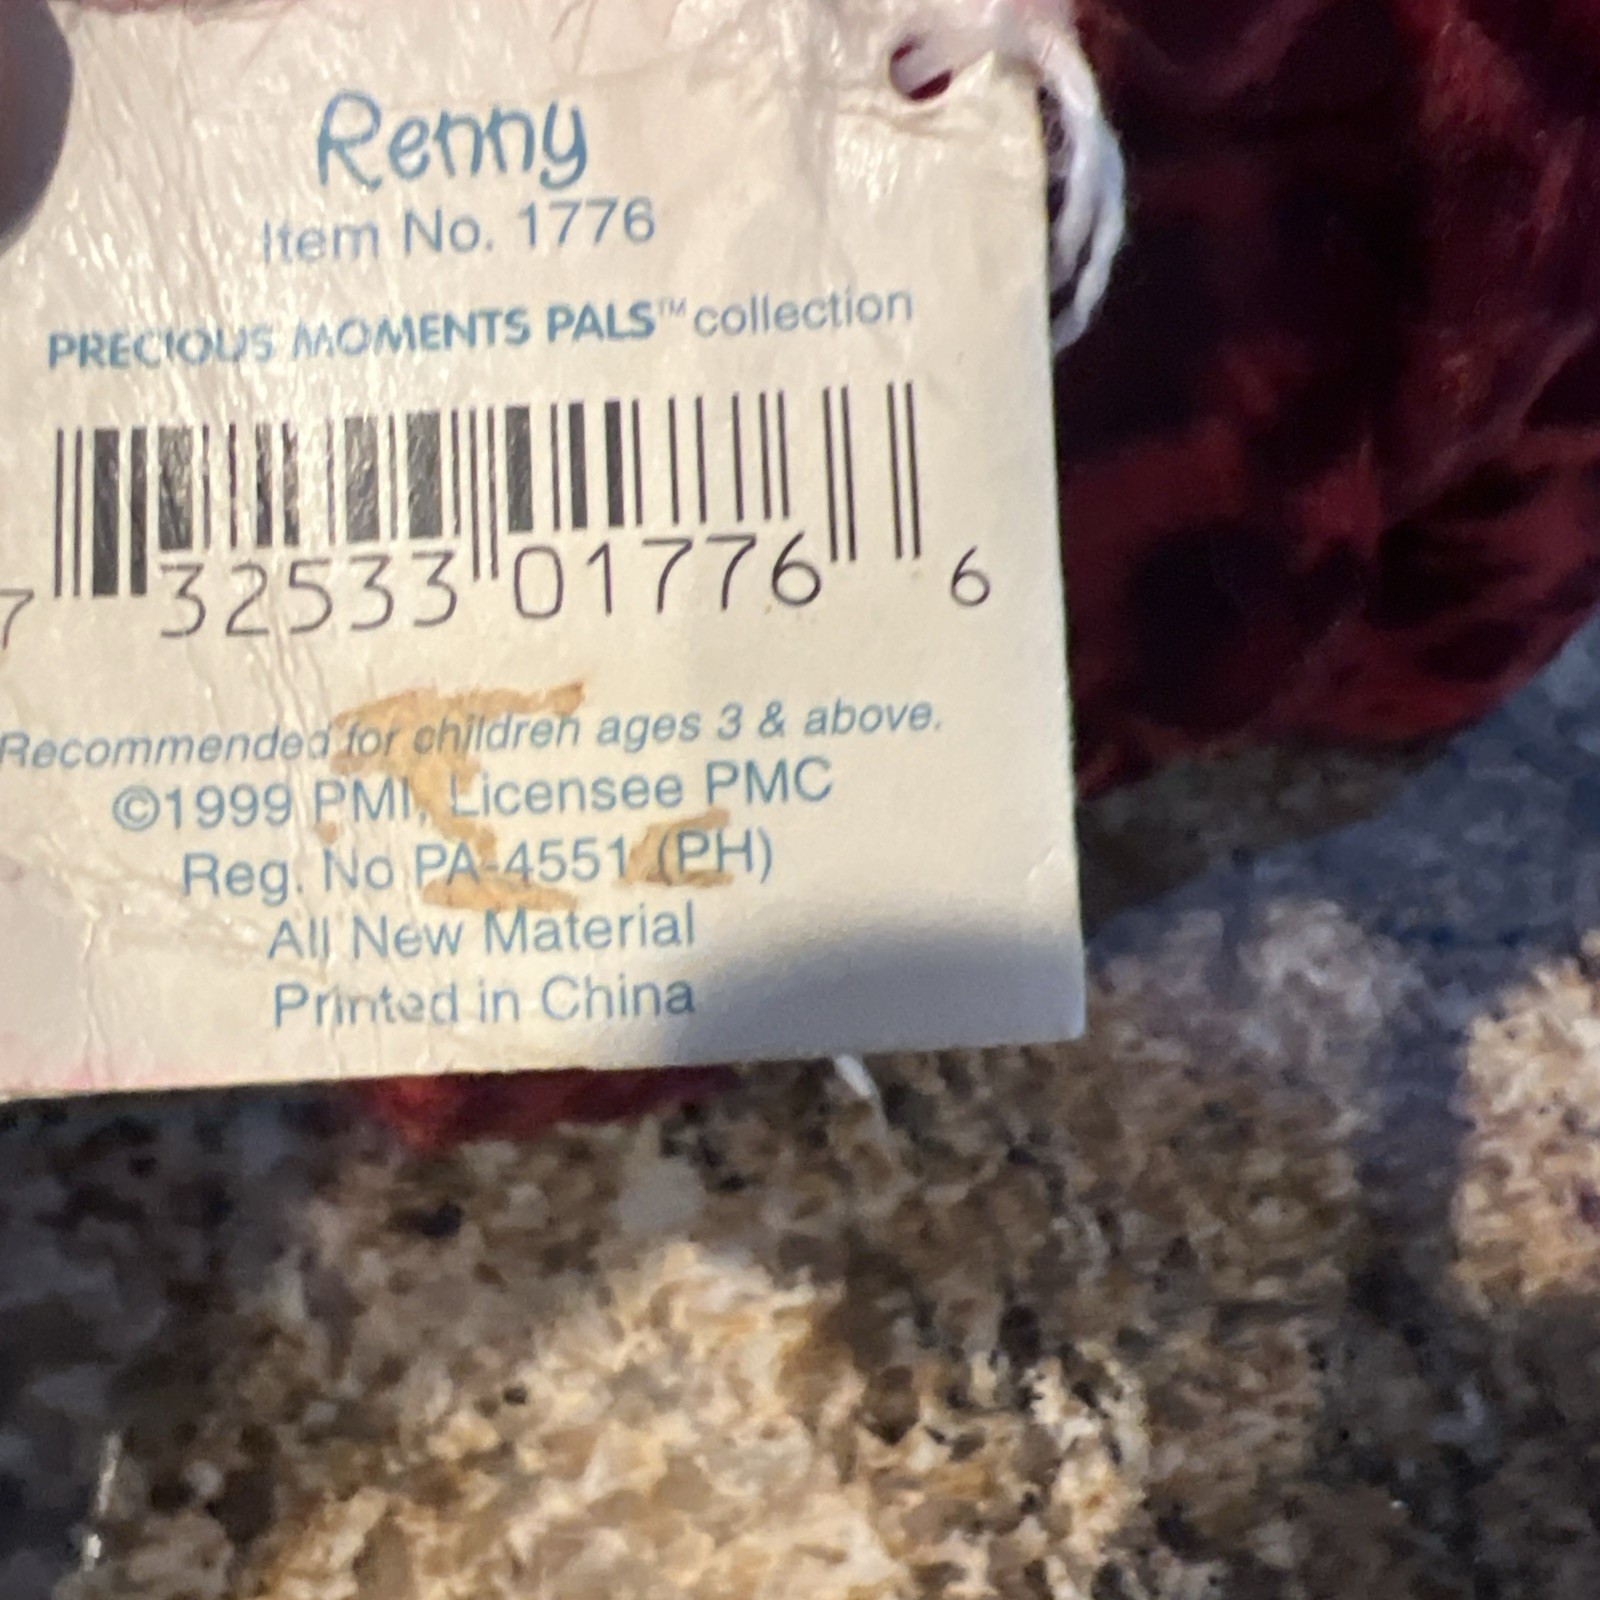 Renny
Item No. 1776
PRECIOUS MOMENTS PALS™ collection
7 32533 01776 6
Recommended for children ages 3 & above.
©1999 PMI, Licensee PMC
Reg. No PA-4551 (PH)
All New Material
Printed in China